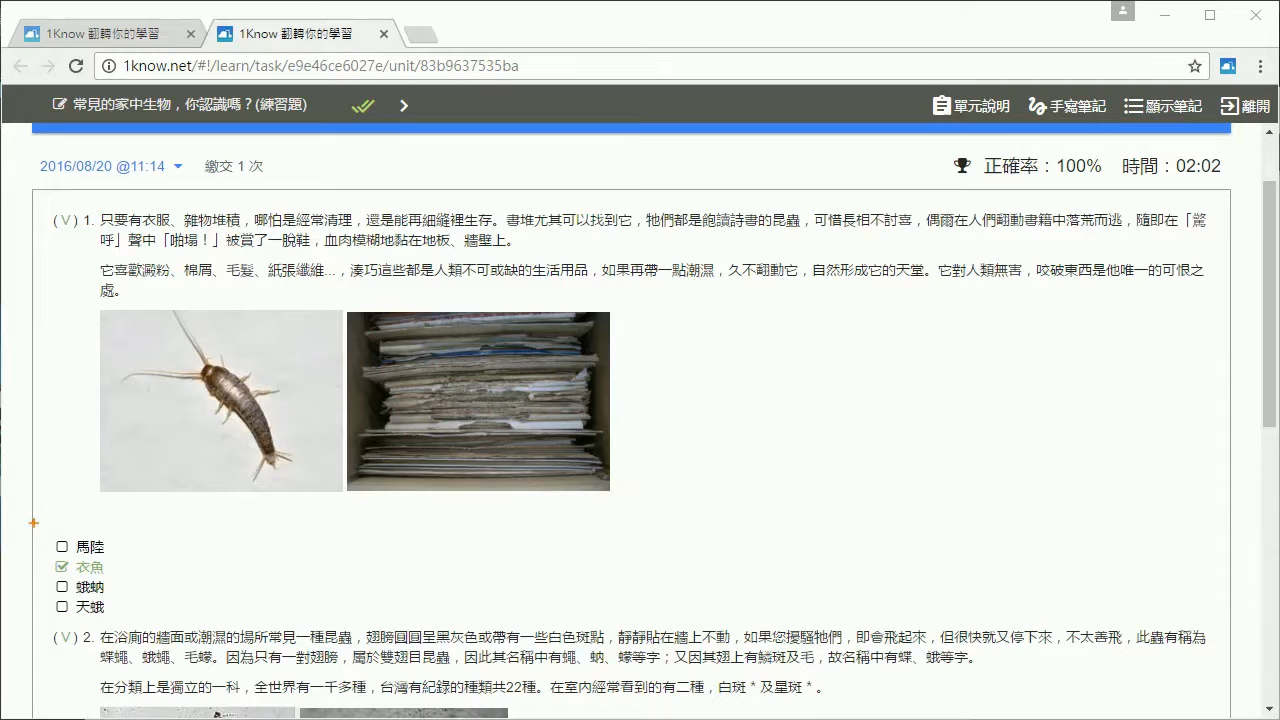 1Know 翻轉你的學習
1Know 翻轉你的學習
1know.net/#!/learn/task/e9e46ce6027e/unit/83b9637535ba
常見的家中生物，你認識嗎？(練習題)
單元說明 手寫筆記 顯示筆記 離開
2016/08/20 @11:14 繳交 1 次
正確率：100% 時間：02:02
( V ) 1. 只要有衣服、雜物堆積，哪怕是經常清理，還是能再細縫裡生存。書堆尤其可以找到它，牠們都是飽讀詩書的昆蟲，可惜長相不討喜，偶爾在人們翻動書籍中落荒而逃，隨即在「驚
呼」聲中「啪塌！」被賞了一脫鞋，血肉模糊地黏在地板、牆壁上。
它喜歡澱粉、棉屑、毛髮、紙張纖維...，湊巧這些都是人類不可或缺的生活用品，如果再帶一點潮濕，久不翻動它，自然形成它的天堂。它對人類無害，咬破東西是他唯一的可恨之
處。
馬陸
衣魚
蛾蚋
天蛾
( V ) 2. 在浴廁的牆面或潮濕的場所常見一種昆蟲，翅膀圓圓呈黑灰色或帶有一些白色斑點，靜靜貼在牆上不動，如果您擾騷牠們，即會飛起來，但很快就又停下來，不太善飛，此蟲有稱為
蝶蠅、蛾蠅、毛蠓。因為只有一對翅膀，屬於雙翅目昆蟲，因此其名稱中有蠅、蚋、蠓等字；又因其翅上有鱗斑及毛，故名稱中有蝶、蛾等字。
在分類上是獨立的一科，全世界有一千多種，台灣有紀錄的種類共22種。在室內經常看到的有二種，白斑＊及星斑＊。